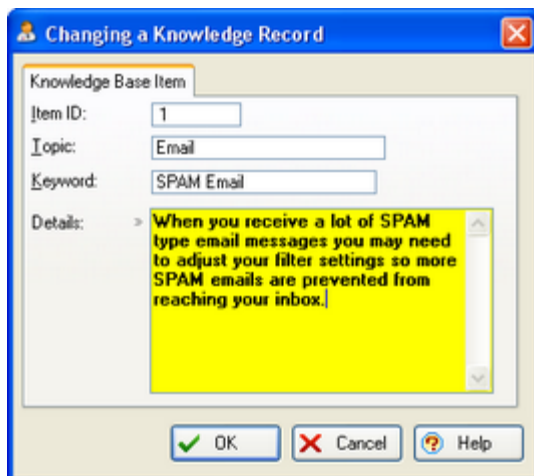 Changing a Knowledge Record
Knowledge Base Item
Item ID: 1
Topic: Email
Keyword: SPAM Email
Details: » When you receive a lot of SPAM
type email messages you may need
to adjust your filter settings so more
SPAM emails are prevented from
reaching your inbox.
OK Cancel Help